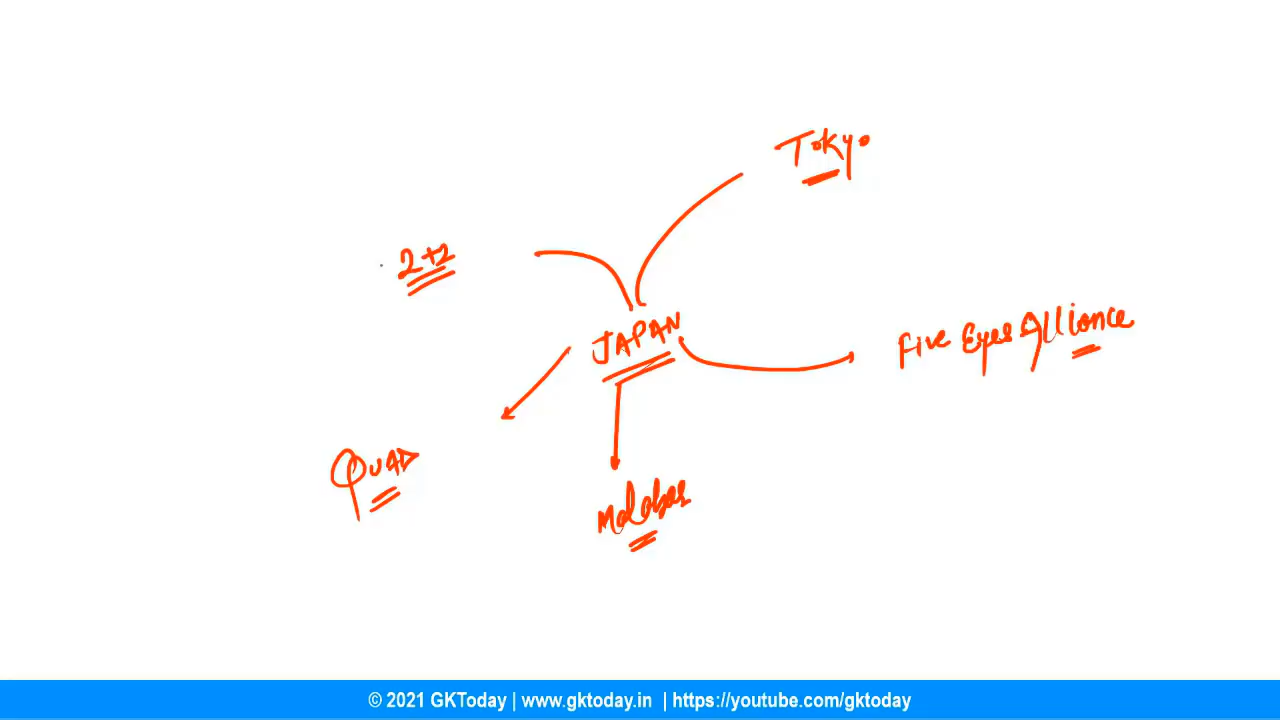 Tokyo
2+2
JAPAN
Five Eyes Alliance
QUAD
Malabar
© 2021 GKToday | www.gktoday.in | https://youtube.com/gktoday